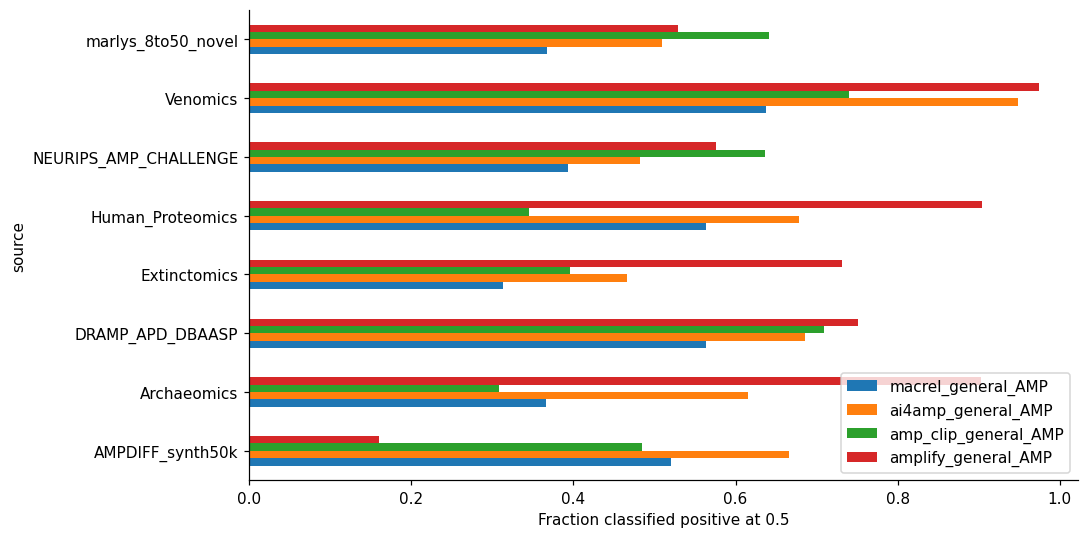 marlys_8to50_novel
Venomics
NEURIPS_AMP_CHALLENGE
Human_Proteomics
Extinctomics
DRAMP_APD_DBAASP
Archaeomics
AMPDIFF_synth50k
source
macrel_general_AMP
ai4amp_general_AMP
amp_clip_general_AMP
amplify_general_AMP
0.0 0.2 0.4 0.6 0.8 1.0
Fraction classified positive at 0.5